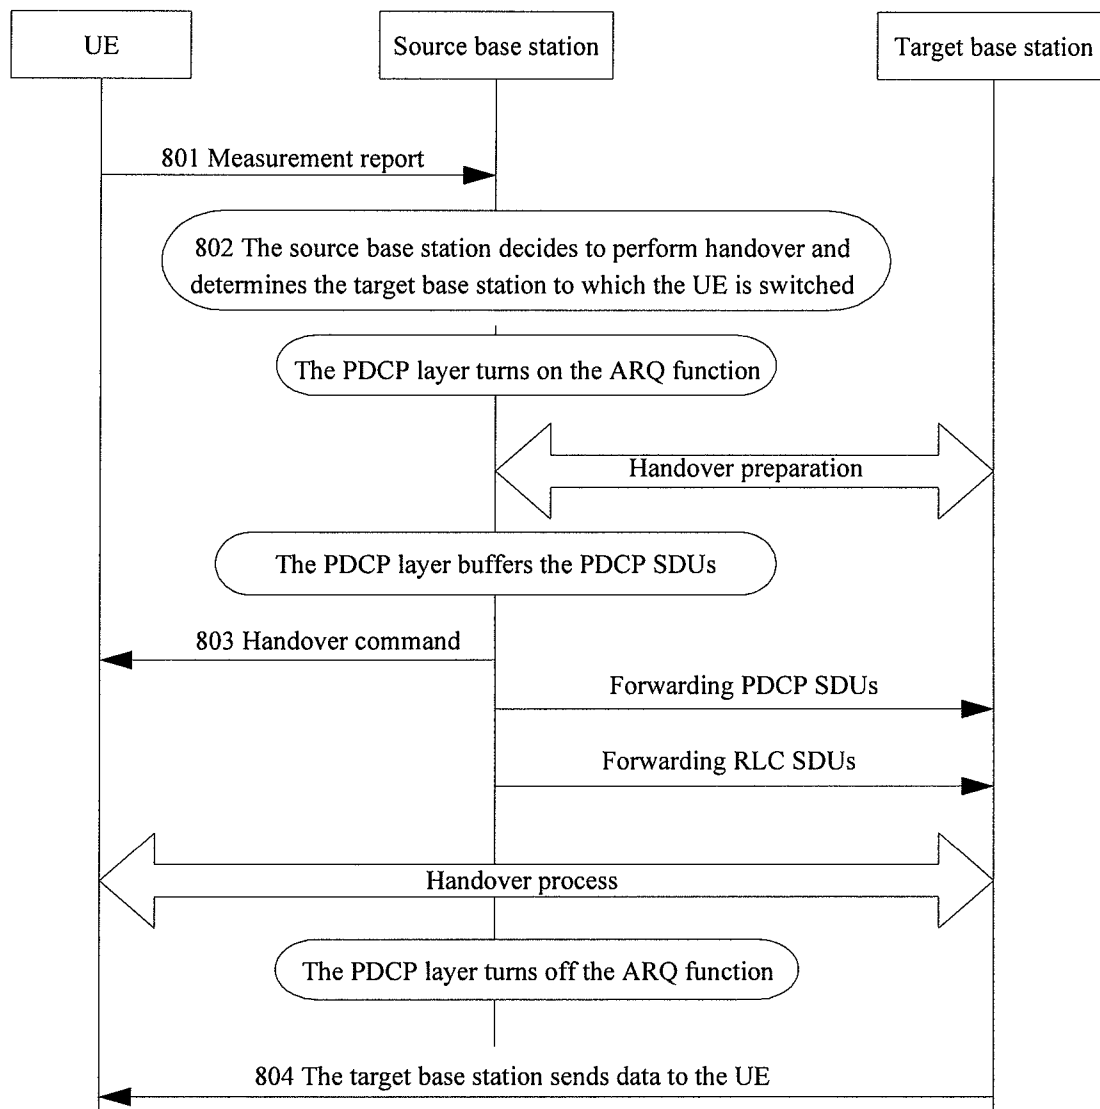 UE
Source base station
Target base station
801 Measurement report
802 The source base station decides to perform handover and
determines the target base station to which the UE is switched
The PDCP layer turns on the ARQ function
Handover preparation
The PDCP layer buffers the PDCP SDUs
803 Handover command
Forwarding PDCP SDUs
Forwarding RLC SDUs
Handover process
The PDCP layer turns off the ARQ function
804 The target base station sends data to the UE